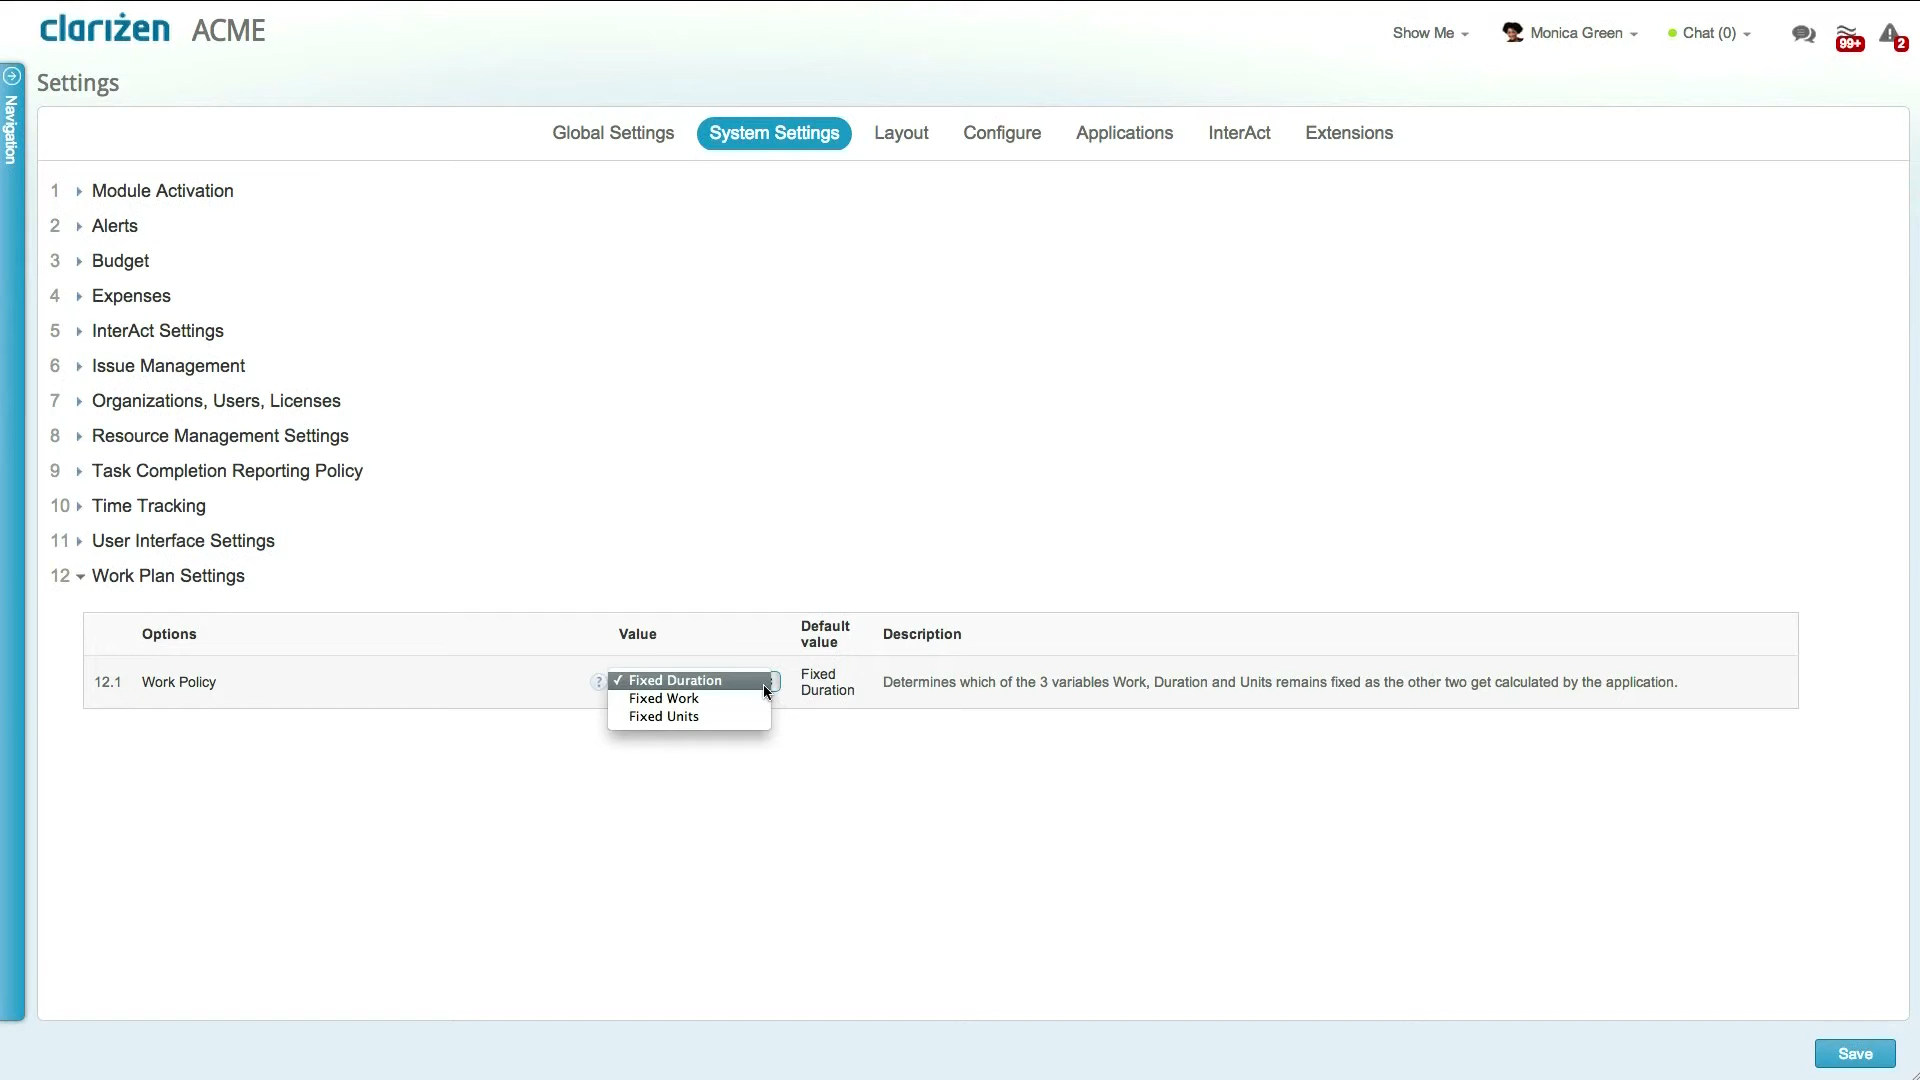 clarizen ACME
Show Me
Monica Green
Chat (0)
99+
2
Navigation
Settings
Global Settings
System Settings
Layout
Configure
Applications
InterAct
Extensions
1 Module Activation
2 Alerts
3 Budget
4 Expenses
5 InterAct Settings
6 Issue Management
7 Organizations, Users, Licenses
8 Resource Management Settings
9 Task Completion Reporting Policy
10 Time Tracking
11 User Interface Settings
12 Work Plan Settings
Options
Value
Default
value
Description
12.1 Work Policy
?
✓ Fixed Duration
Fixed Work
Fixed Units
Fixed
Duration
Determines which of the 3 variables Work, Duration and Units remains fixed as the other two get calculated by the application.
Save